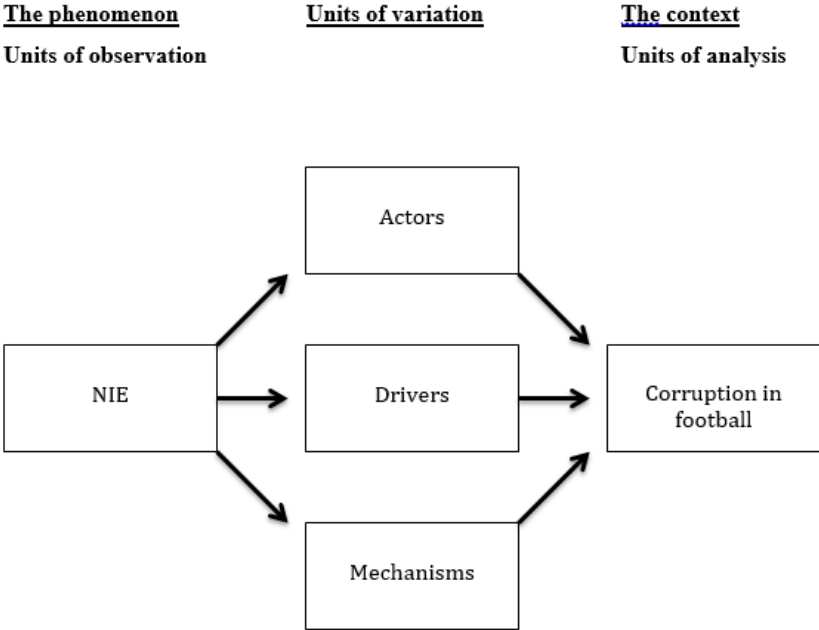 The phenomenon
Units of variation
The context
Units of observation
Units of analysis
Actors
NIE
Drivers
Corruption in
football
Mechanisms